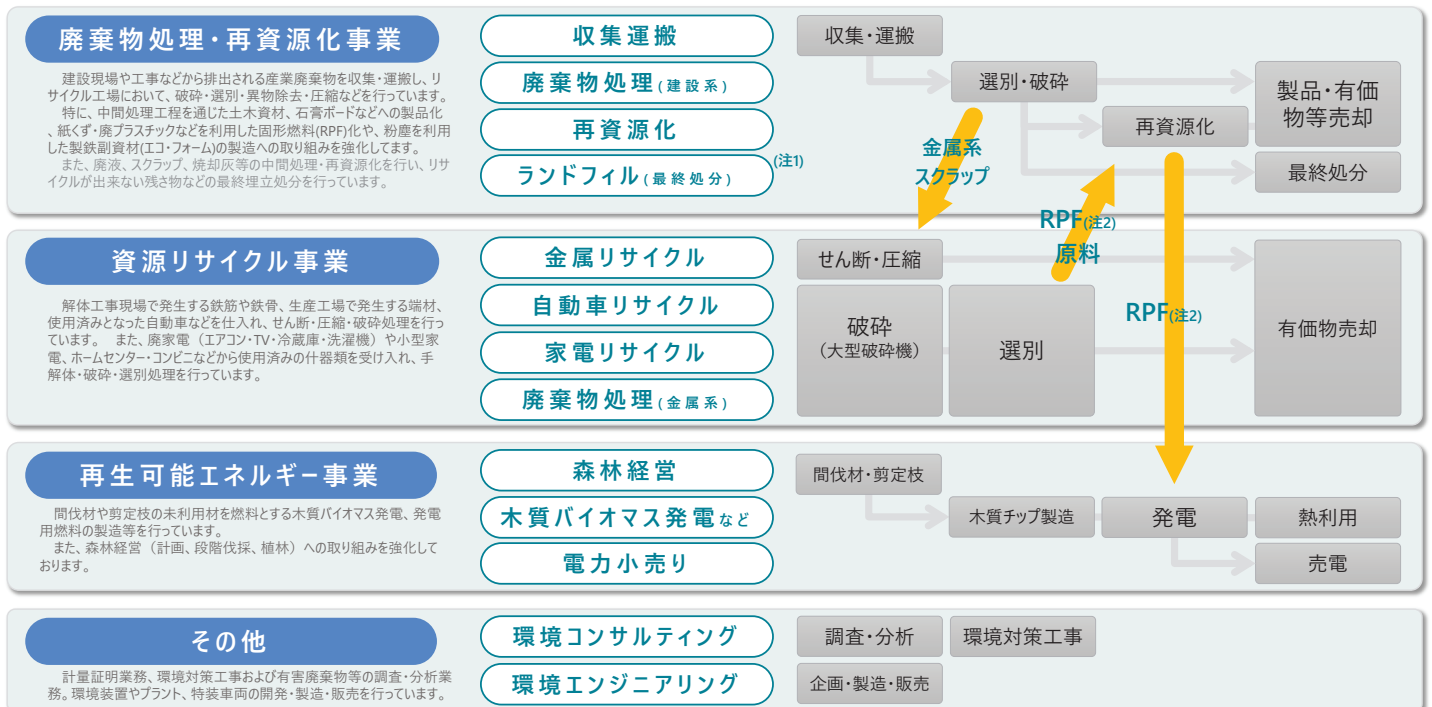 廃棄物処理・再資源化事業
建設現場や工事などから排出される産業廃棄物を収集・運搬し、リ
サイクル工場において、破砕・選別・異物除去・圧縮などを行っています。
特に、中間処理工程を通じた土木資材、石膏ボードなどへの製品化
、紙くず・廃プラスチックなどを利用した固形燃料(RPF)化や、粉塵を利用
した製鉄副資材(エコ・フォーム)の製造への取り組みを強化してます。
また、廃液、スクラップ、焼却灰等の中間処理・再資源化を行い、リサ
イクルが出来ない残さ物などの最終埋立処分を行っています。
収集運搬
廃棄物処理(建設系)
再資源化
ランドフィル(最終処分)
(注1)
収集・運搬
選別・破砕
再資源化
製品・有価
物等売却
最終処分
金属系
スクラップ
RPF(注2)
原料
資源リサイクル事業
解体工事現場で発生する鉄筋や鉄骨、生産工場で発生する端材、
使用済みとなった自動車などを仕入れ、せん断・圧縮・破砕処理を行っ
ています。 また、廃家電(エアコン・TV・冷蔵庫・洗濯機)や小型家
電、ホームセンター・コンビニなどから使用済みの什器類を受け入れ、手
解体・破砕・選別処理を行っています。
金属リサイクル
自動車リサイクル
家電リサイクル
廃棄物処理(金属系)
せん断・圧縮
破砕
(大型破砕機)
選別
RPF(注2)
有価物売却
再生可能エネルギー事業
間伐材や剪定枝の未利用材を燃料とする木質バイオマス発電、発電
用燃料の製造等を行っています。
また、森林経営(計画、段階伐採、植林)への取り組みを強化して
おります。
森林経営
木質バイオマス発電など
電力小売り
間伐材・剪定枝
木質チップ製造
発電
熱利用
売電
その他
計量証明業務、環境対策工事および有害廃棄物等の調査・分析業
務。環境装置やプラント、特装車両の開発・製造・販売を行っています。
環境コンサルティング
環境エンジニアリング
調査・分析
環境対策工事
企画・製造・販売